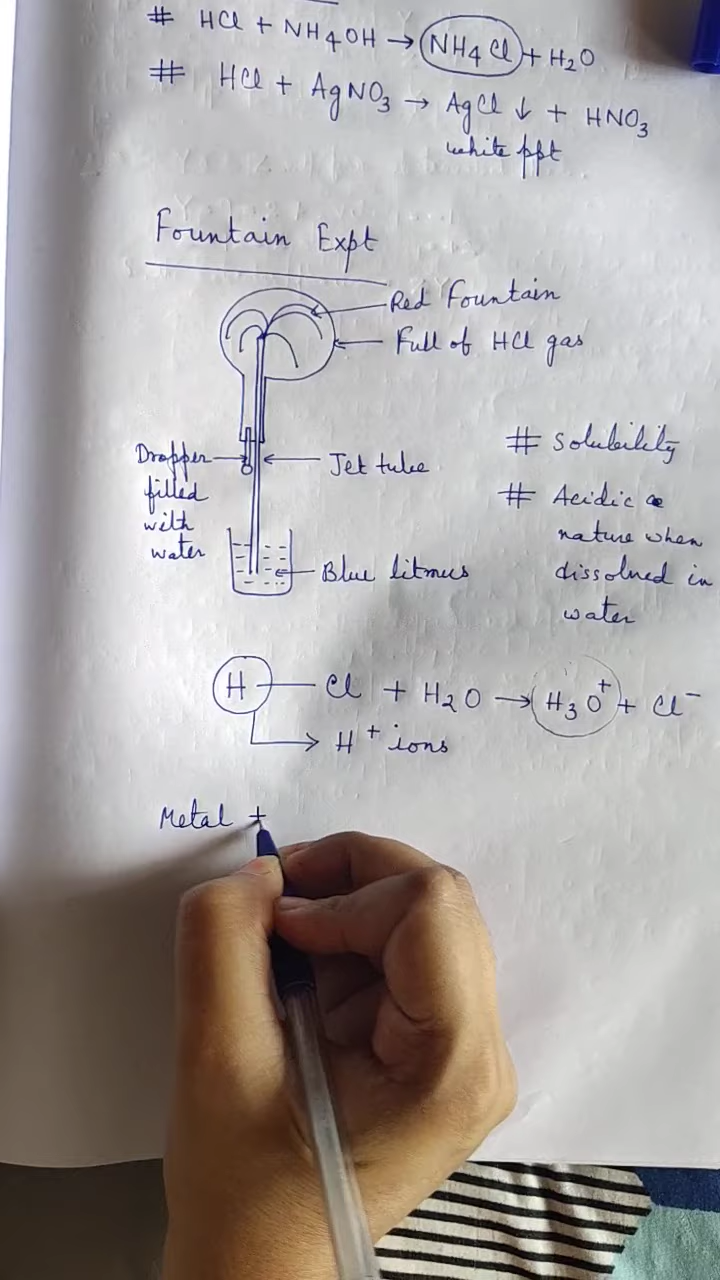 # HCl + NH4OH → NH4Cl + H2O
# HCl + AgNO3 → AgCl ↓ + HNO3
white ppt
Fountain Expt
Red Fountain
Full of HCl gas
Dropper
filled
with
water
Jet tube
Blue litmus
# Solubility
# Acidic
nature when
dissolved in
water
H — Cl + H2O → H3O+ + Cl-
H+ ions
Metal +